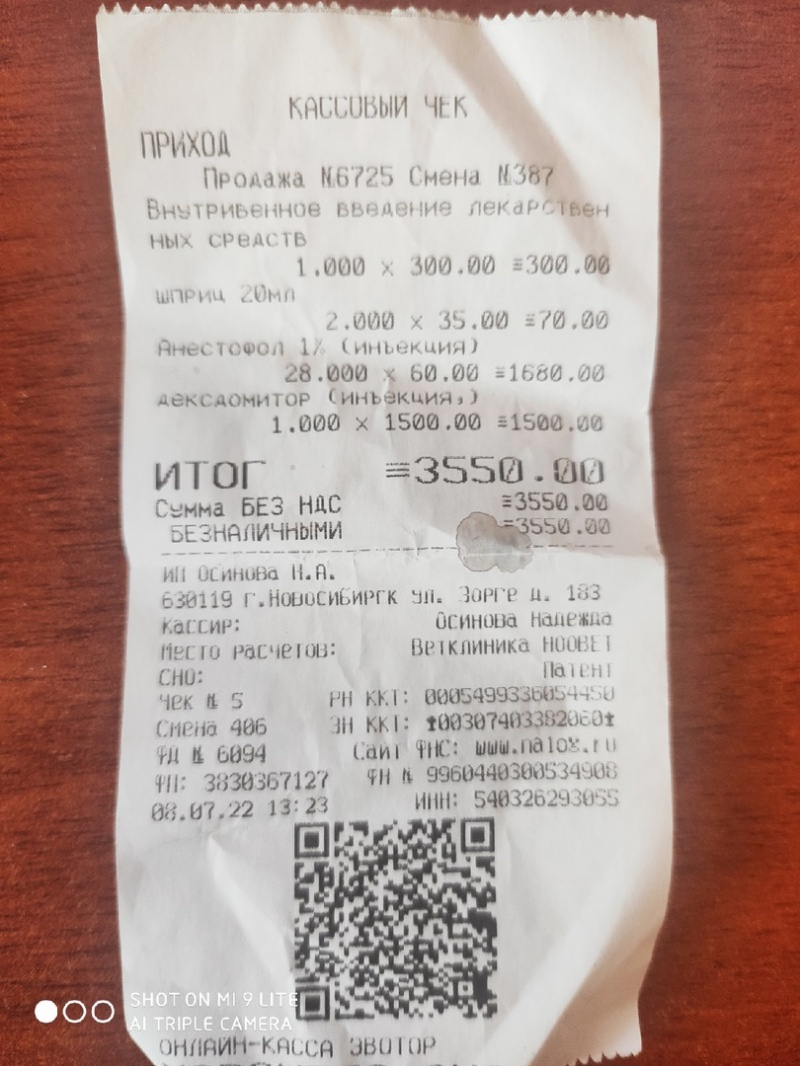 КАССОВЫЙ ЧЕК
ПРИХОД
Продажа №6725 Смена №387
Внутривенное введение лекарствен
ных средств
1.000 х 300.00 ≡300.00
шприц 20мл
2.000 х 35.00 ≡70.00
Анестофол 1% (инъекция)
28.000 х 60.00 ≡1680.00
дексдомитор (инъекция,)
1.000 х 1500.00 ≡1500.00
ИТОГ ≡3550.00
Сумма БЕЗ НДС ≡3550.00
БЕЗНАЛИЧНЫМИ ≡3550.00
ИП Осинова Н.А.
630119 г.Новосибиргк ул. Зорге д. 183
Кассир: Осинова Надежда
Место расчетов: Ветклиника НООВЕТ
СНО: Патент
Чек № 5 РН ККТ: 0005499336054450
Смена 406 ЗН ККТ: *00307403382060*
ФД № 6094 Сайт ФНС: www.nalog.ru
ФП: 3830367127 ФН № 9960440300534908
08.07.22 13:23 ИНН: 540326293055
SHOT ON MI 9 LITE
AI TRIPLE CAMERA
ОНЛАЙН-КАССА ЭВОТОР